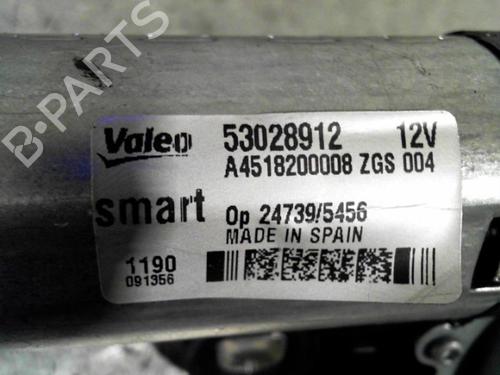 B-PARTS
Valeo 53028912 12V
A4518200008 ZGS 004
smart Op 24739/5456
MADE IN SPAIN
1190
091356